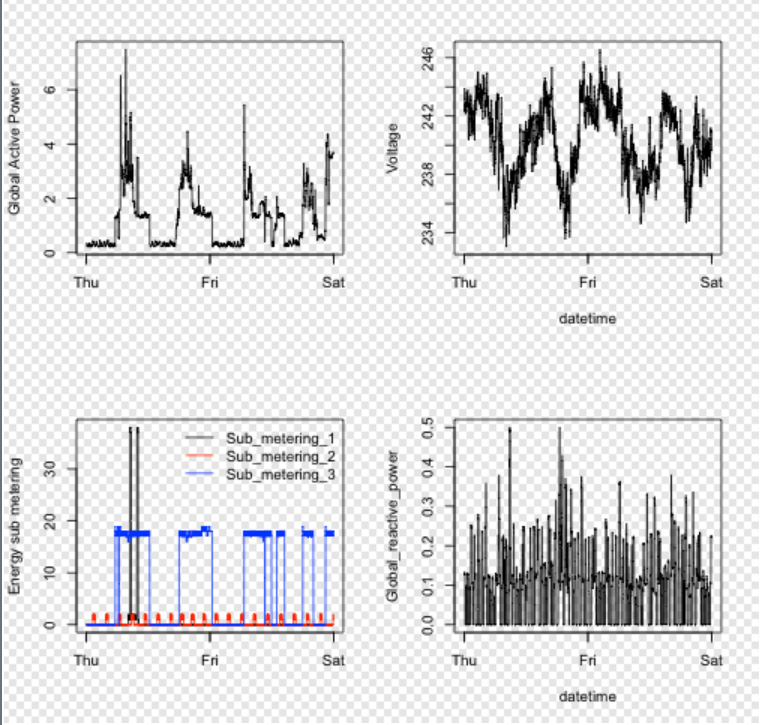 Global Active Power
0
2
4
6
Thu
Fri
Sat
Voltage
234
238
242
246
Thu
Fri
Sat
datetime
Energy sub metering
0
10
20
30
Sub_metering_1
Sub_metering_2
Sub_metering_3
Thu
Fri
Sat
Global_reactive_power
0.0
0.1
0.2
0.3
0.4
0.5
Thu
Fri
Sat
datetime